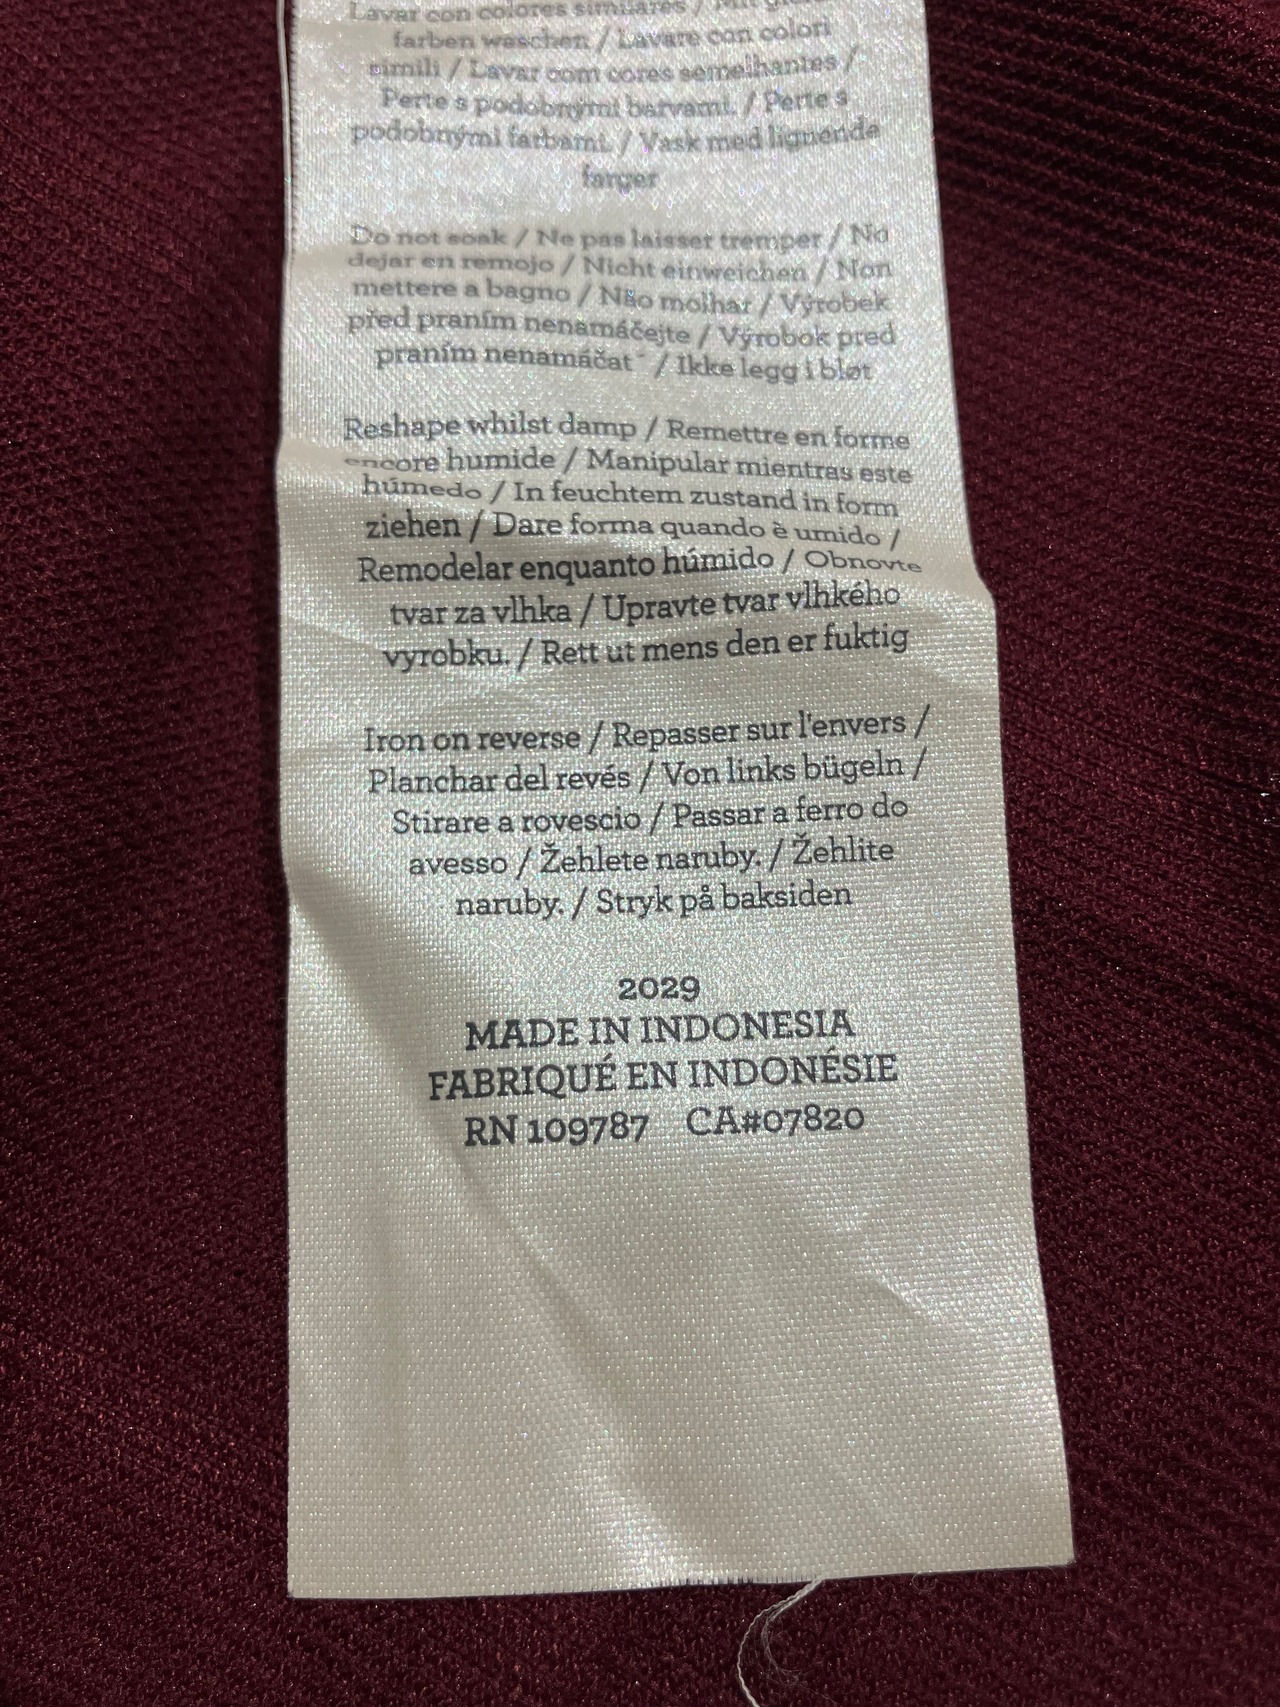 Lavar con colores similares / Mit
farben waschen / Lavare con colori
simili / Lavar com cores semelhantes /
Perte s podobnými barvami. / Perte s
podobnými farbami. / Vask med lignende
farger
Do not soak / Ne pas laisser tremper / No
dejar en remojo / Nicht einweichen / Non
mettere a bagno / Não molhar / Výrobek
před praním nenamáčejte / Výrobok pred
praním nenamáčat ̌ / Ikke legg i bløt
Reshape whilst damp / Remettre en forme
encore humide / Manipular mientras este
húmedo / In feuchtem zustand in form
ziehen / Dare forma quando è umido /
Remodelar enquanto húmido / Obnovte
tvar za vlhka / Upravte tvar vlhkého
vyrobku. / Rett ut mens den er fuktig
Iron on reverse / Repasser sur l'envers /
Planchar del revés / Von links bügeln /
Stirare a rovescio / Passar a ferro do
avesso / Žehlete naruby. / Žehlite
naruby. / Stryk på baksiden
2029
MADE IN INDONESIA
FABRIQUÉ EN INDONÉSIE
RN 109787 CA#07820